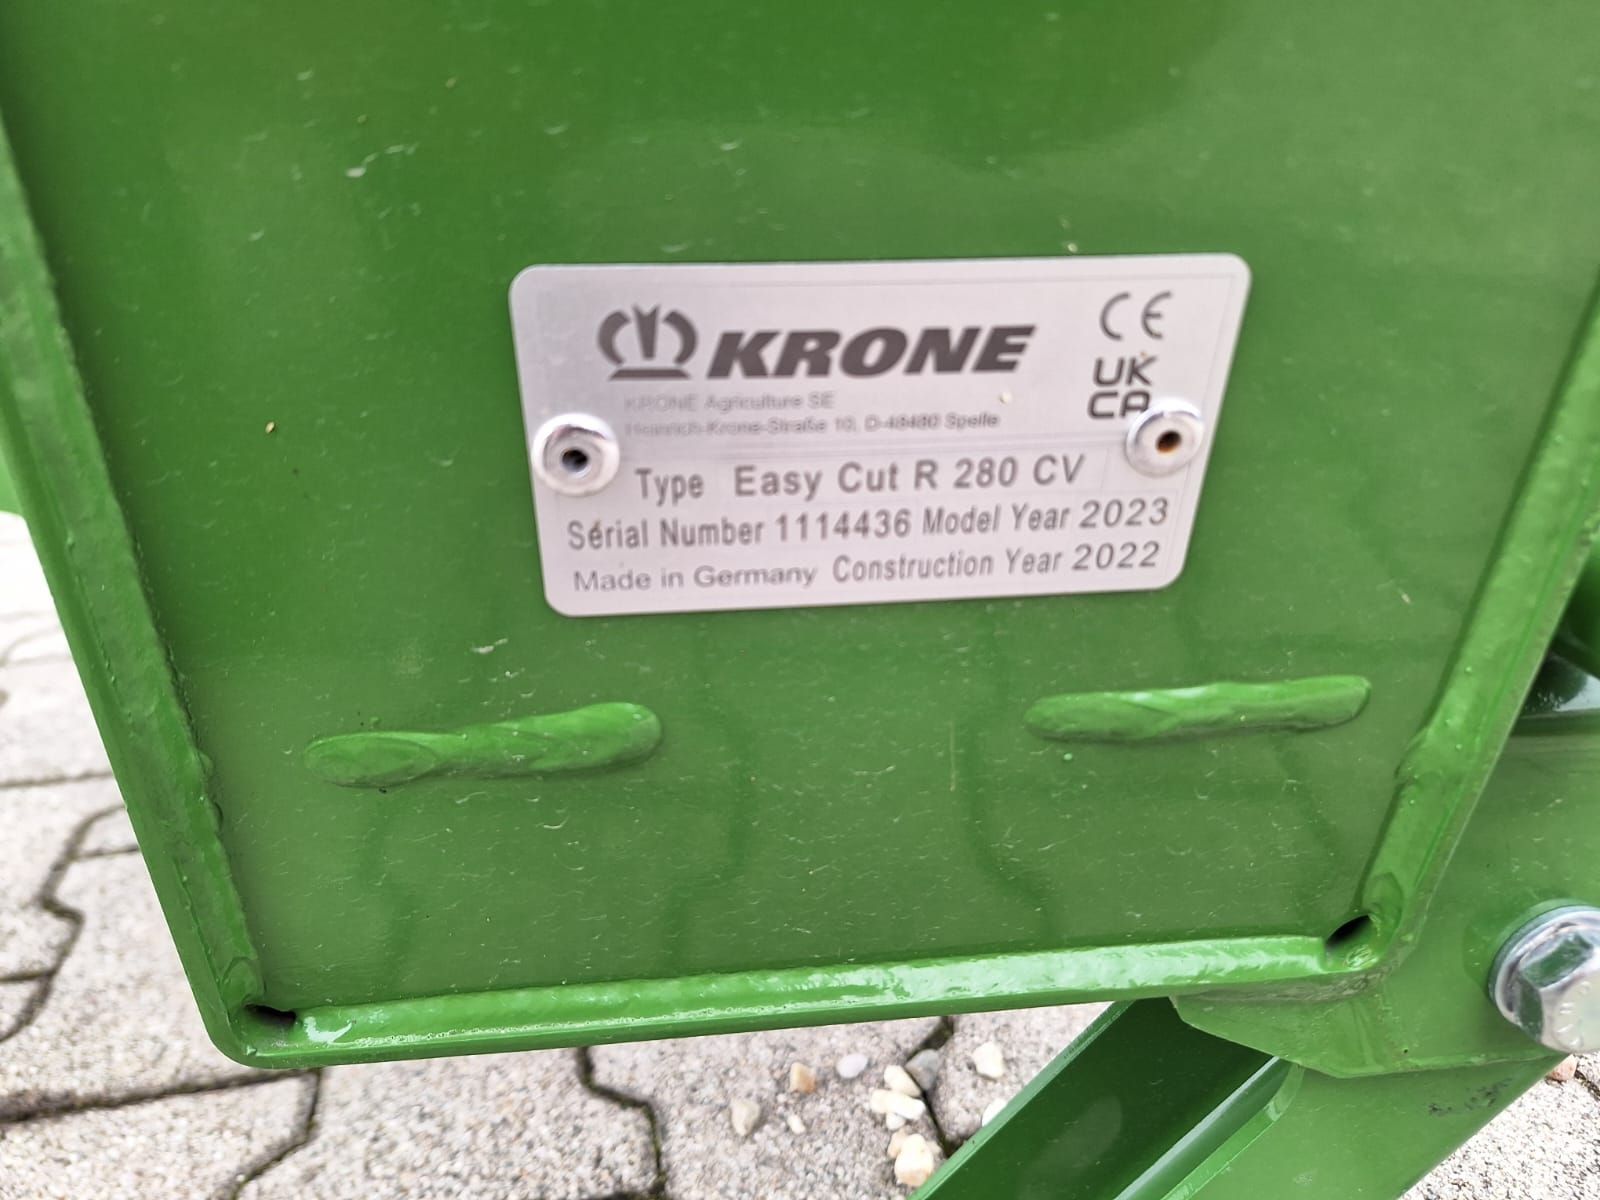 KRONE
CE
UK
CA
KRONE Agriculture SE
Heinrich-Krone-Straße 10, D-48480 Spelle
Type Easy Cut R 280 CV
Serial Number 1114436 Model Year 2023
Made in Germany Construction Year 2022